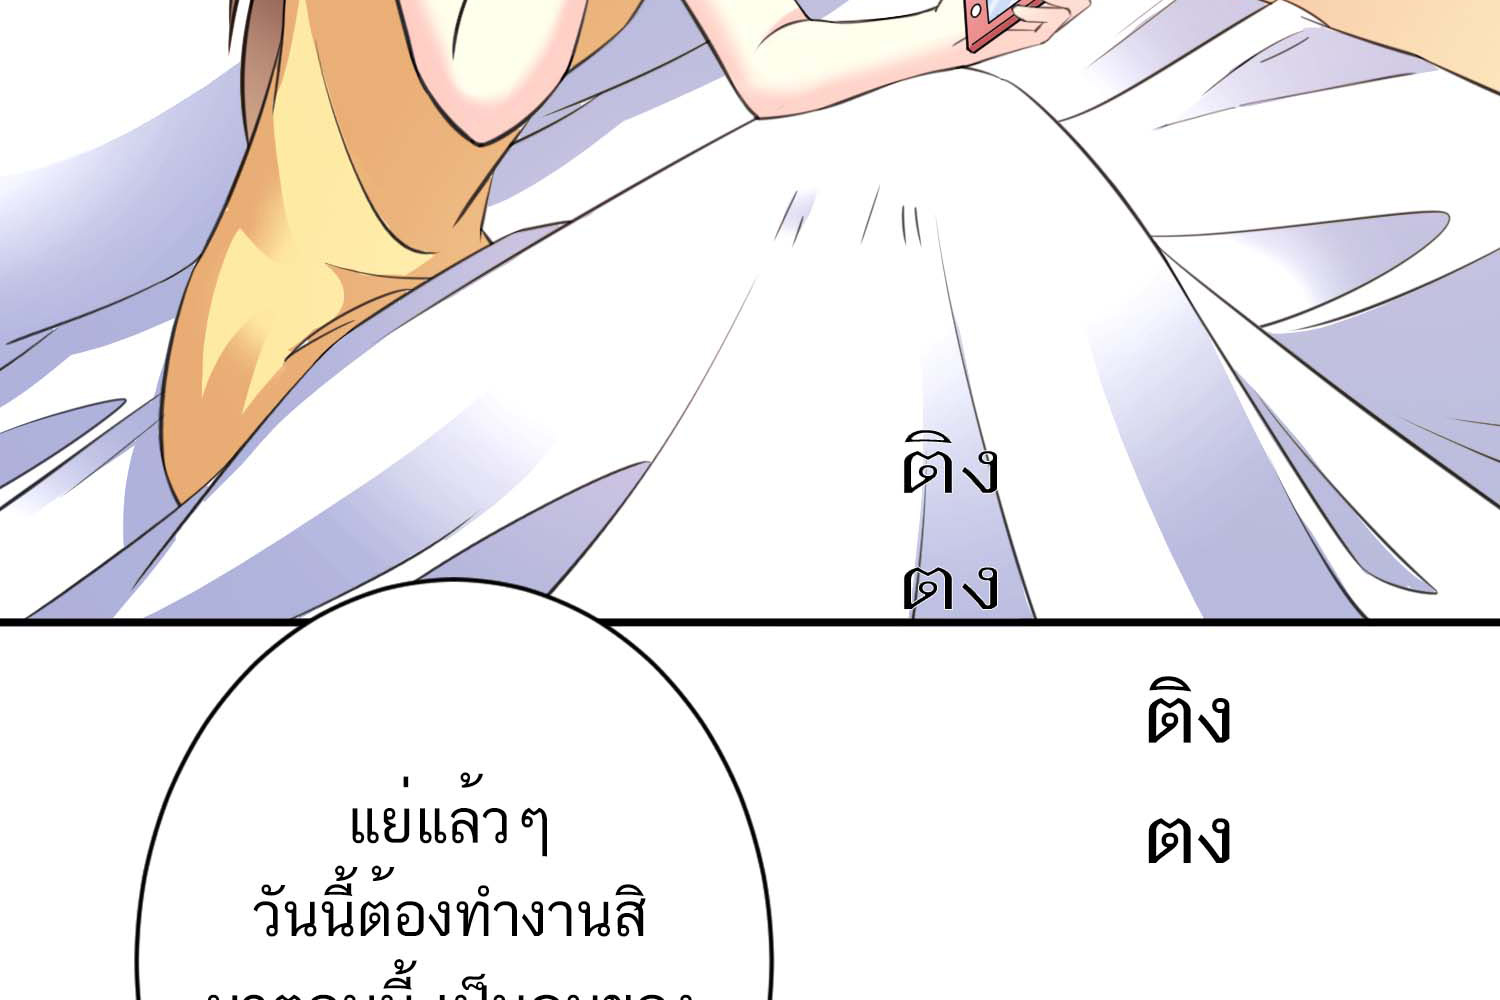 ติง
ตง
ติง
ตง
แย่แล้วๆ
วันนี้ต้องทำงานสิ